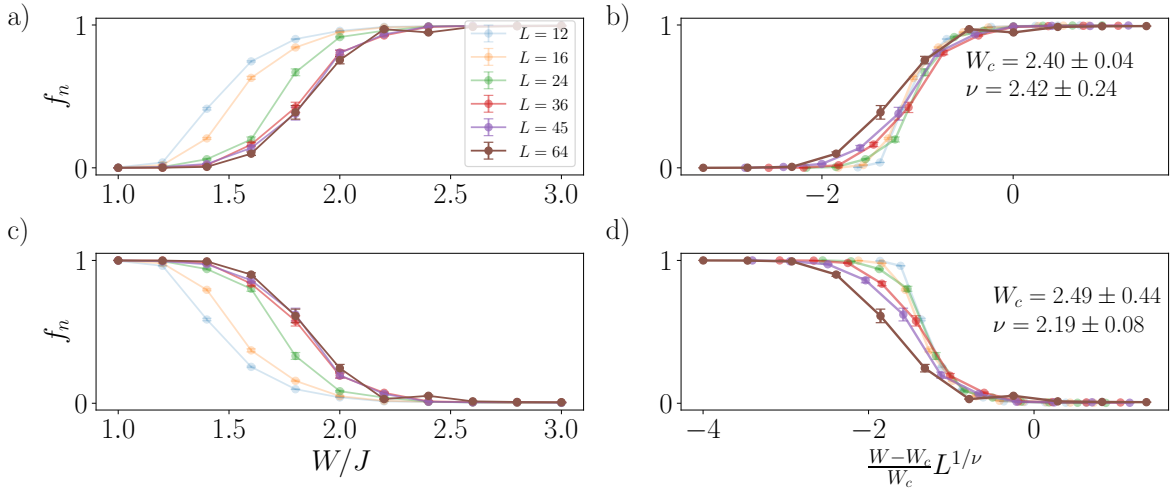 a)
f_n
1
0
1.0 1.5 2.0 2.5 3.0
L = 12
L = 16
L = 24
L = 36
L = 45
L = 64
b)
1
0
−2 0
W_c = 2.40 ± 0.04
ν = 2.42 ± 0.24
c)
f_n
1
0
1.0 1.5 2.0 2.5 3.0
W/J
d)
1
0
−4 −2 0
W_c = 2.49 ± 0.44
ν = 2.19 ± 0.08
\frac{W−W_c}{W_c} L^{1/ν}